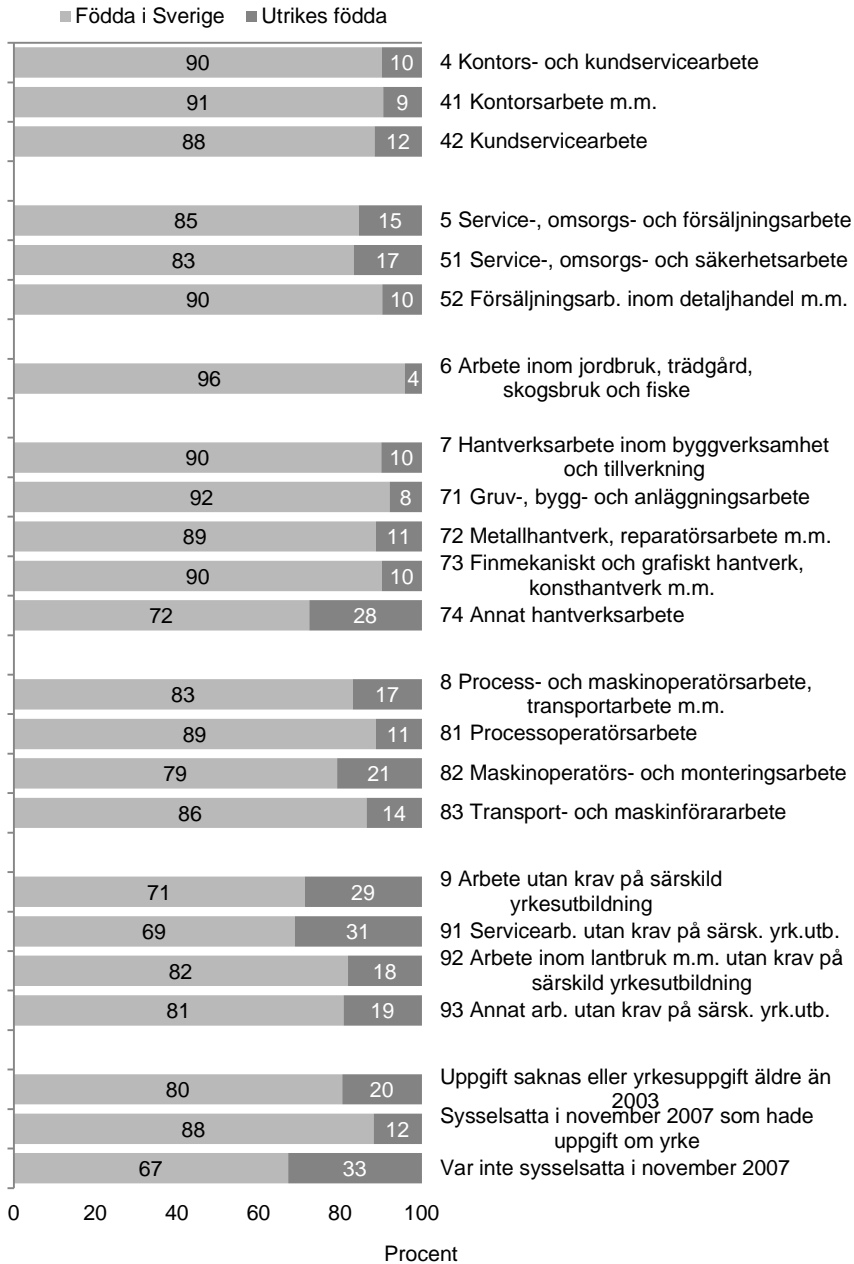 Födda i Sverige Utrikes födda
90 10 4 Kontors- och kundservicearbete
91 9 41 Kontorsarbete m.m.
88 12 42 Kundservicearbete
85 15 5 Service-, omsorgs- och försäljningsarbete
83 17 51 Service-, omsorgs- och säkerhetsarbete
90 10 52 Försäljningsarb. inom detaljhandel m.m.
96 4 6 Arbete inom jordbruk, trädgård,
skogsbruk och fiske
90 10 7 Hantverksarbete inom byggverksamhet
och tillverkning
92 8 71 Gruv-, bygg- och anläggningsarbete
89 11 72 Metallhantverk, reparatörsarbete m.m.
90 10 73 Finmekaniskt och grafiskt hantverk,
konsthantverk m.m.
72 28 74 Annat hantverksarbete
83 17 8 Process- och maskinoperatörsarbete,
transportarbete m.m.
89 11 81 Processoperatörsarbete
79 21 82 Maskinoperatörs- och monteringsarbete
86 14 83 Transport- och maskinförararbete
71 29 9 Arbete utan krav på särskild
yrkesutbildning
69 31 91 Servicearb. utan krav på särsk. yrk.utb.
82 18 92 Arbete inom lantbruk m.m. utan krav på
särskild yrkesutbildning
81 19 93 Annat arb. utan krav på särsk. yrk.utb.
80 20 Uppgift saknas eller yrkesuppgift äldre än
2003
88 12 Sysselsatta i november 2007 som hade
uppgift om yrke
67 33 Var inte sysselsatta i november 2007
0 20 40 60 80 100
Procent